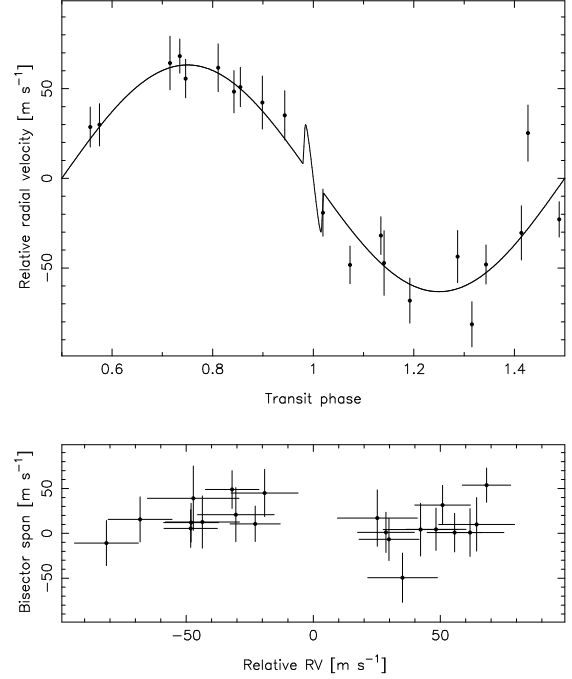 Relative radial velocity [m s⁻¹]
50
0
−50
0.6 0.8 1 1.2 1.4
Transit phase
Bisector span [m s⁻¹]
50
0
−50
−50 0 50
Relative RV [m s⁻¹]